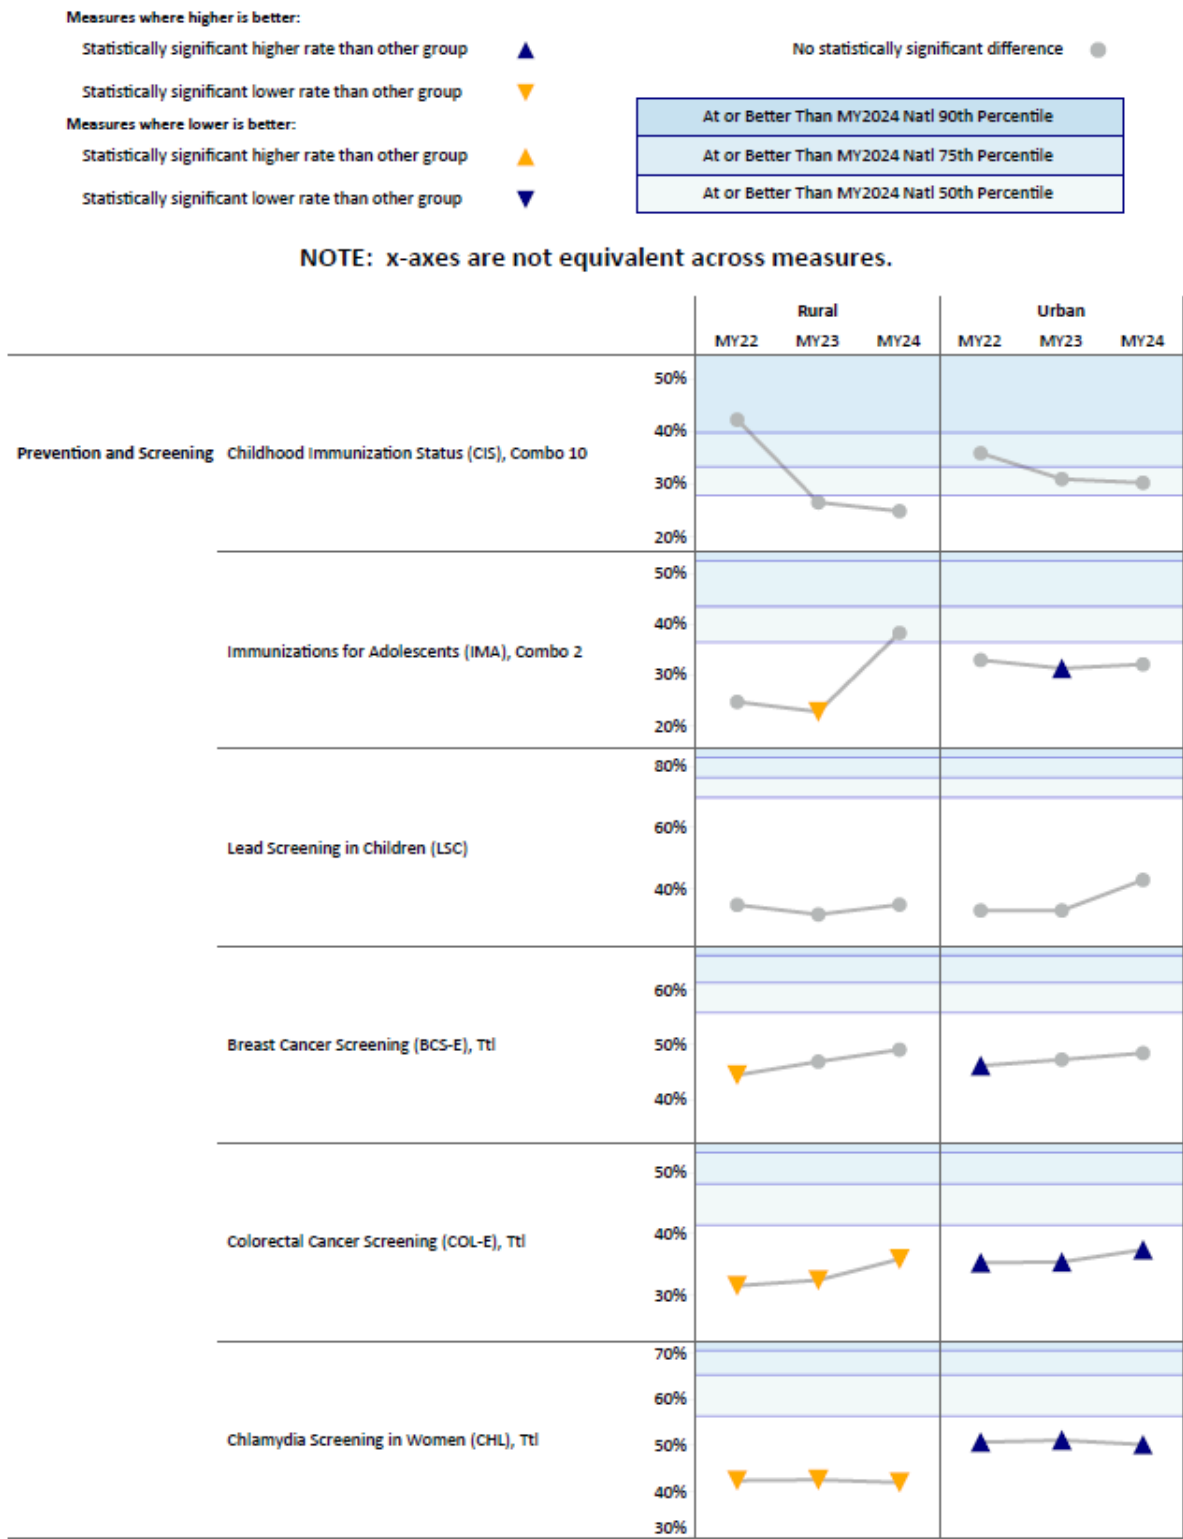 Measures where higher is better:
Statistically significant higher rate than other group
No statistically significant difference
Statistically significant lower rate than other group
Measures where lower is better:
Statistically significant higher rate than other group
Statistically significant lower rate than other group
At or Better Than MY2024 Natl 90th Percentile
At or Better Than MY2024 Natl 75th Percentile
At or Better Than MY2024 Natl 50th Percentile
NOTE: x-axes are not equivalent across measures.
Rural Urban
MY22 MY23 MY24 MY22 MY23 MY24
50%
40%
Prevention and Screening Childhood Immunization Status (CIS), Combo 10
30%
20%
50%
40%
Immunizations for Adolescents (IMA), Combo 2
30%
20%
80%
60%
Lead Screening in Children (LSC)
40%
60%
50%
Breast Cancer Screening (BCS-E), Ttl
40%
50%
40%
Colorectal Cancer Screening (COL-E), Ttl
30%
70%
60%
50%
Chlamydia Screening in Women (CHL), Ttl
40%
30%